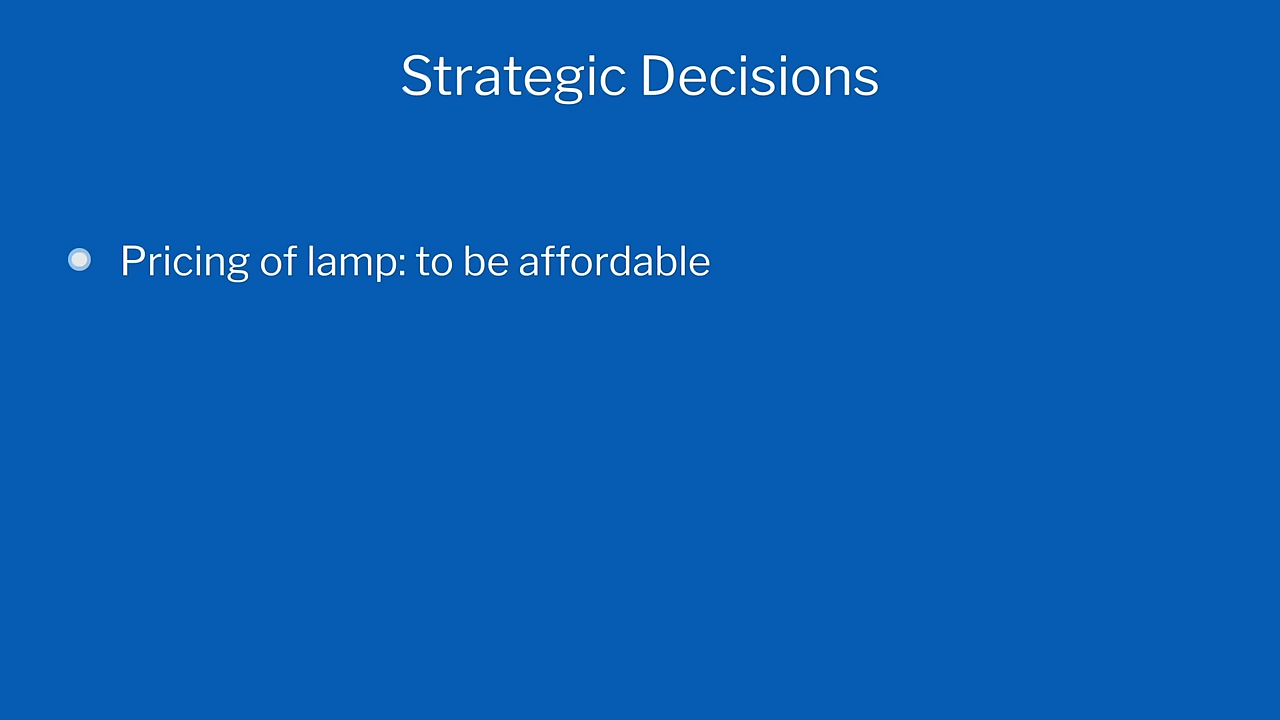 Strategic Decisions
Pricing of lamp: to be affordable